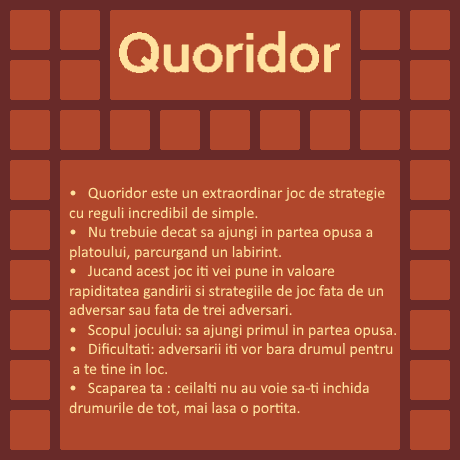 Quoridor
• Quoridor este un extraordinar joc de strategie
cu reguli incredibil de simple.
• Nu trebuie decat sa ajungi in partea opusa a
platoului, parcurgand un labirint.
• Jucand acest joc iti vei pune in valoare
rapiditatea gandirii si strategiile de joc fata de un
adversar sau fata de trei adversari.
• Scopul jocului: sa ajungi primul in partea opusa.
• Dificultati: adversarii iti vor bara drumul pentru
a te tine in loc.
• Scaparea ta : ceilalti nu au voie sa-ti inchida
drumurile de tot, mai lasa o portita.